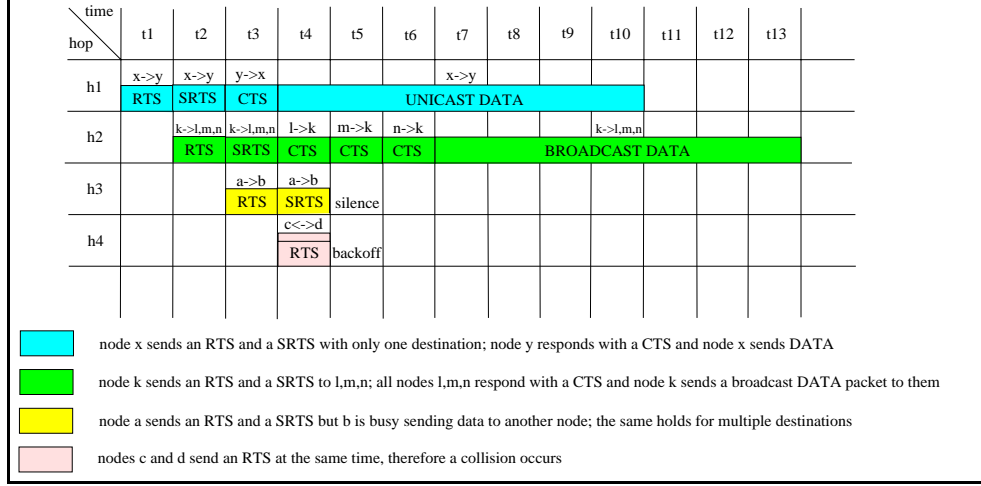 time
hop
t1 t2 t3 t4 t5 t6 t7 t8 t9 t10 t11 t12 t13
x->y x->y y->x x->y
h1
RTS SRTS CTS UNICAST DATA
k->l,m,n k->l,m,n l->k m->k n->k k->l,m,n
h2
RTS SRTS CTS CTS CTS BROADCAST DATA
a->b a->b
h3
RTS SRTS silence
c<->d
h4
RTS backoff
node x sends an RTS and a SRTS with only one destination; node y responds with a CTS and node x sends DATA
node k sends an RTS and a SRTS to l,m,n; all nodes l,m,n respond with a CTS and node k sends a broadcast DATA packet to them
node a sends an RTS and a SRTS but b is busy sending data to another node; the same holds for multiple destinations
nodes c and d send an RTS at the same time, therefore a collision occurs